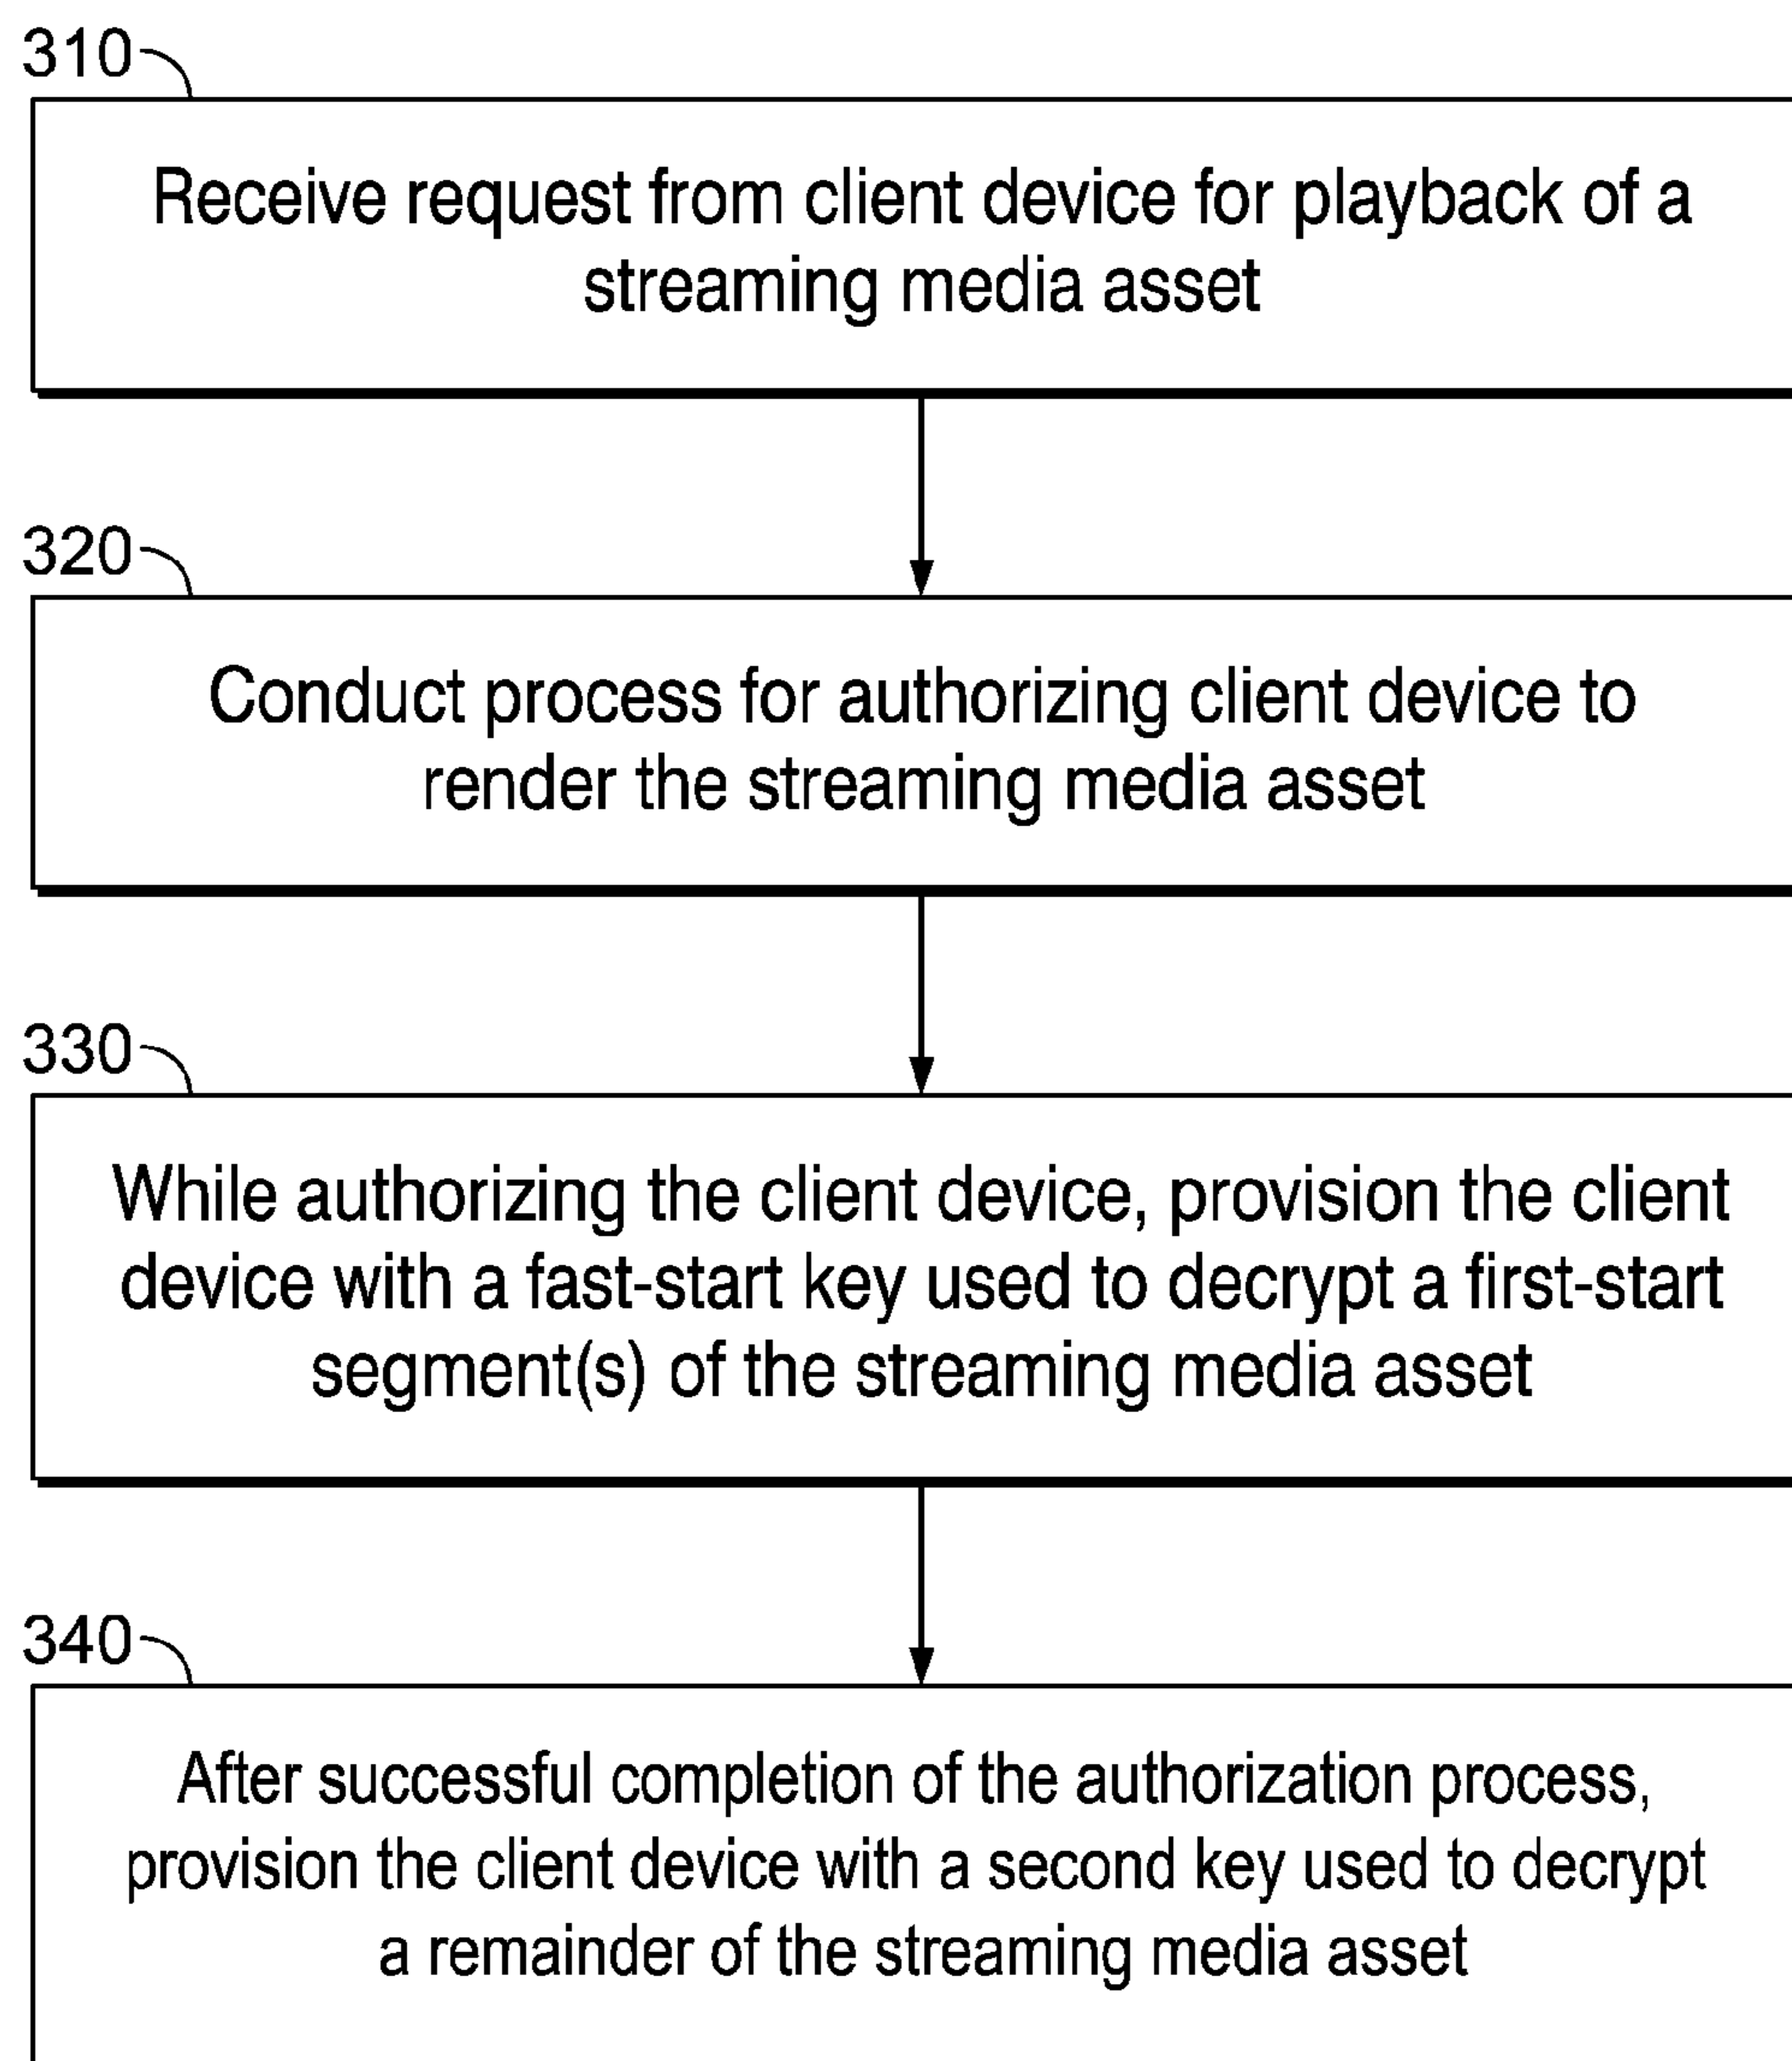 310
Receive request from client device for playback of a
streaming media asset
320
Conduct process for authorizing client device to
render the streaming media asset
330
While authorizing the client device, provision the client
device with a fast-start key used to decrypt a first-start
segment(s) of the streaming media asset
340
After successful completion of the authorization process,
provision the client device with a second key used to decrypt
a remainder of the streaming media asset